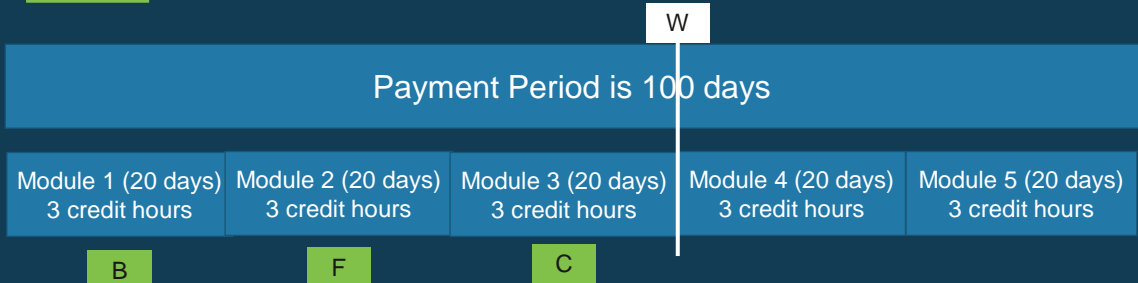 W
Payment Period is 100 days
Module 1 (20 days)
3 credit hours
Module 2 (20 days)
3 credit hours
Module 3 (20 days)
3 credit hours
Module 4 (20 days)
3 credit hours
Module 5 (20 days)
3 credit hours
B
F
C